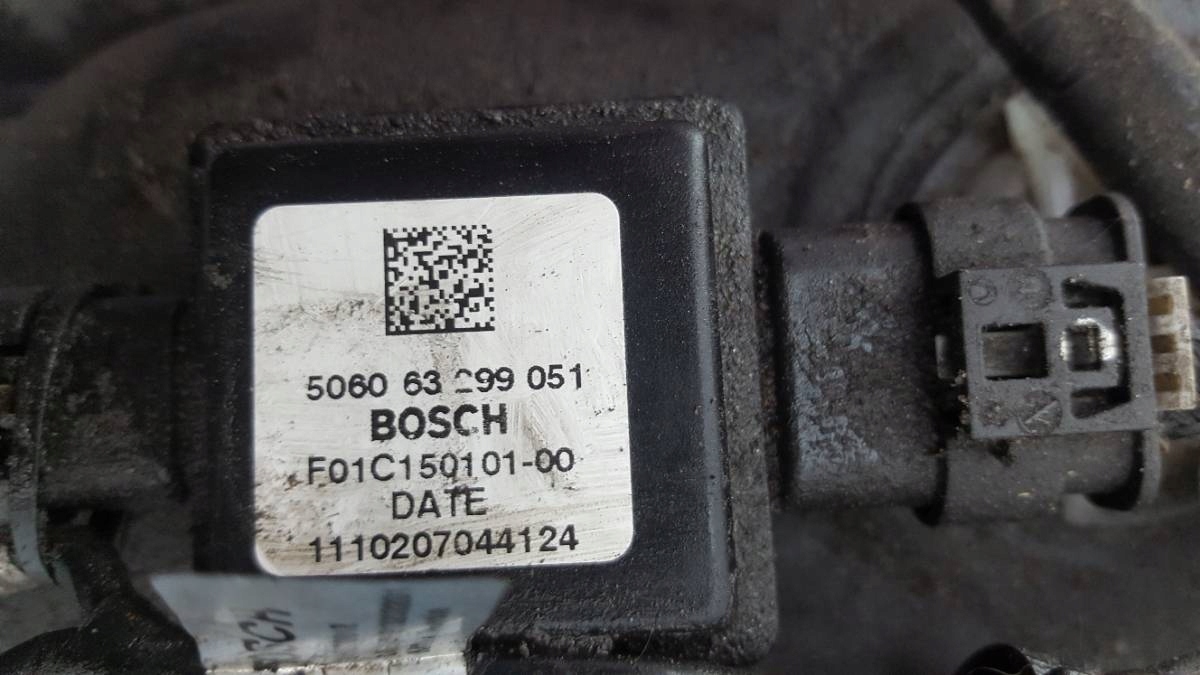 5060 63 299 051
BOSCH
F01C150101-00
DATE
1110207044124